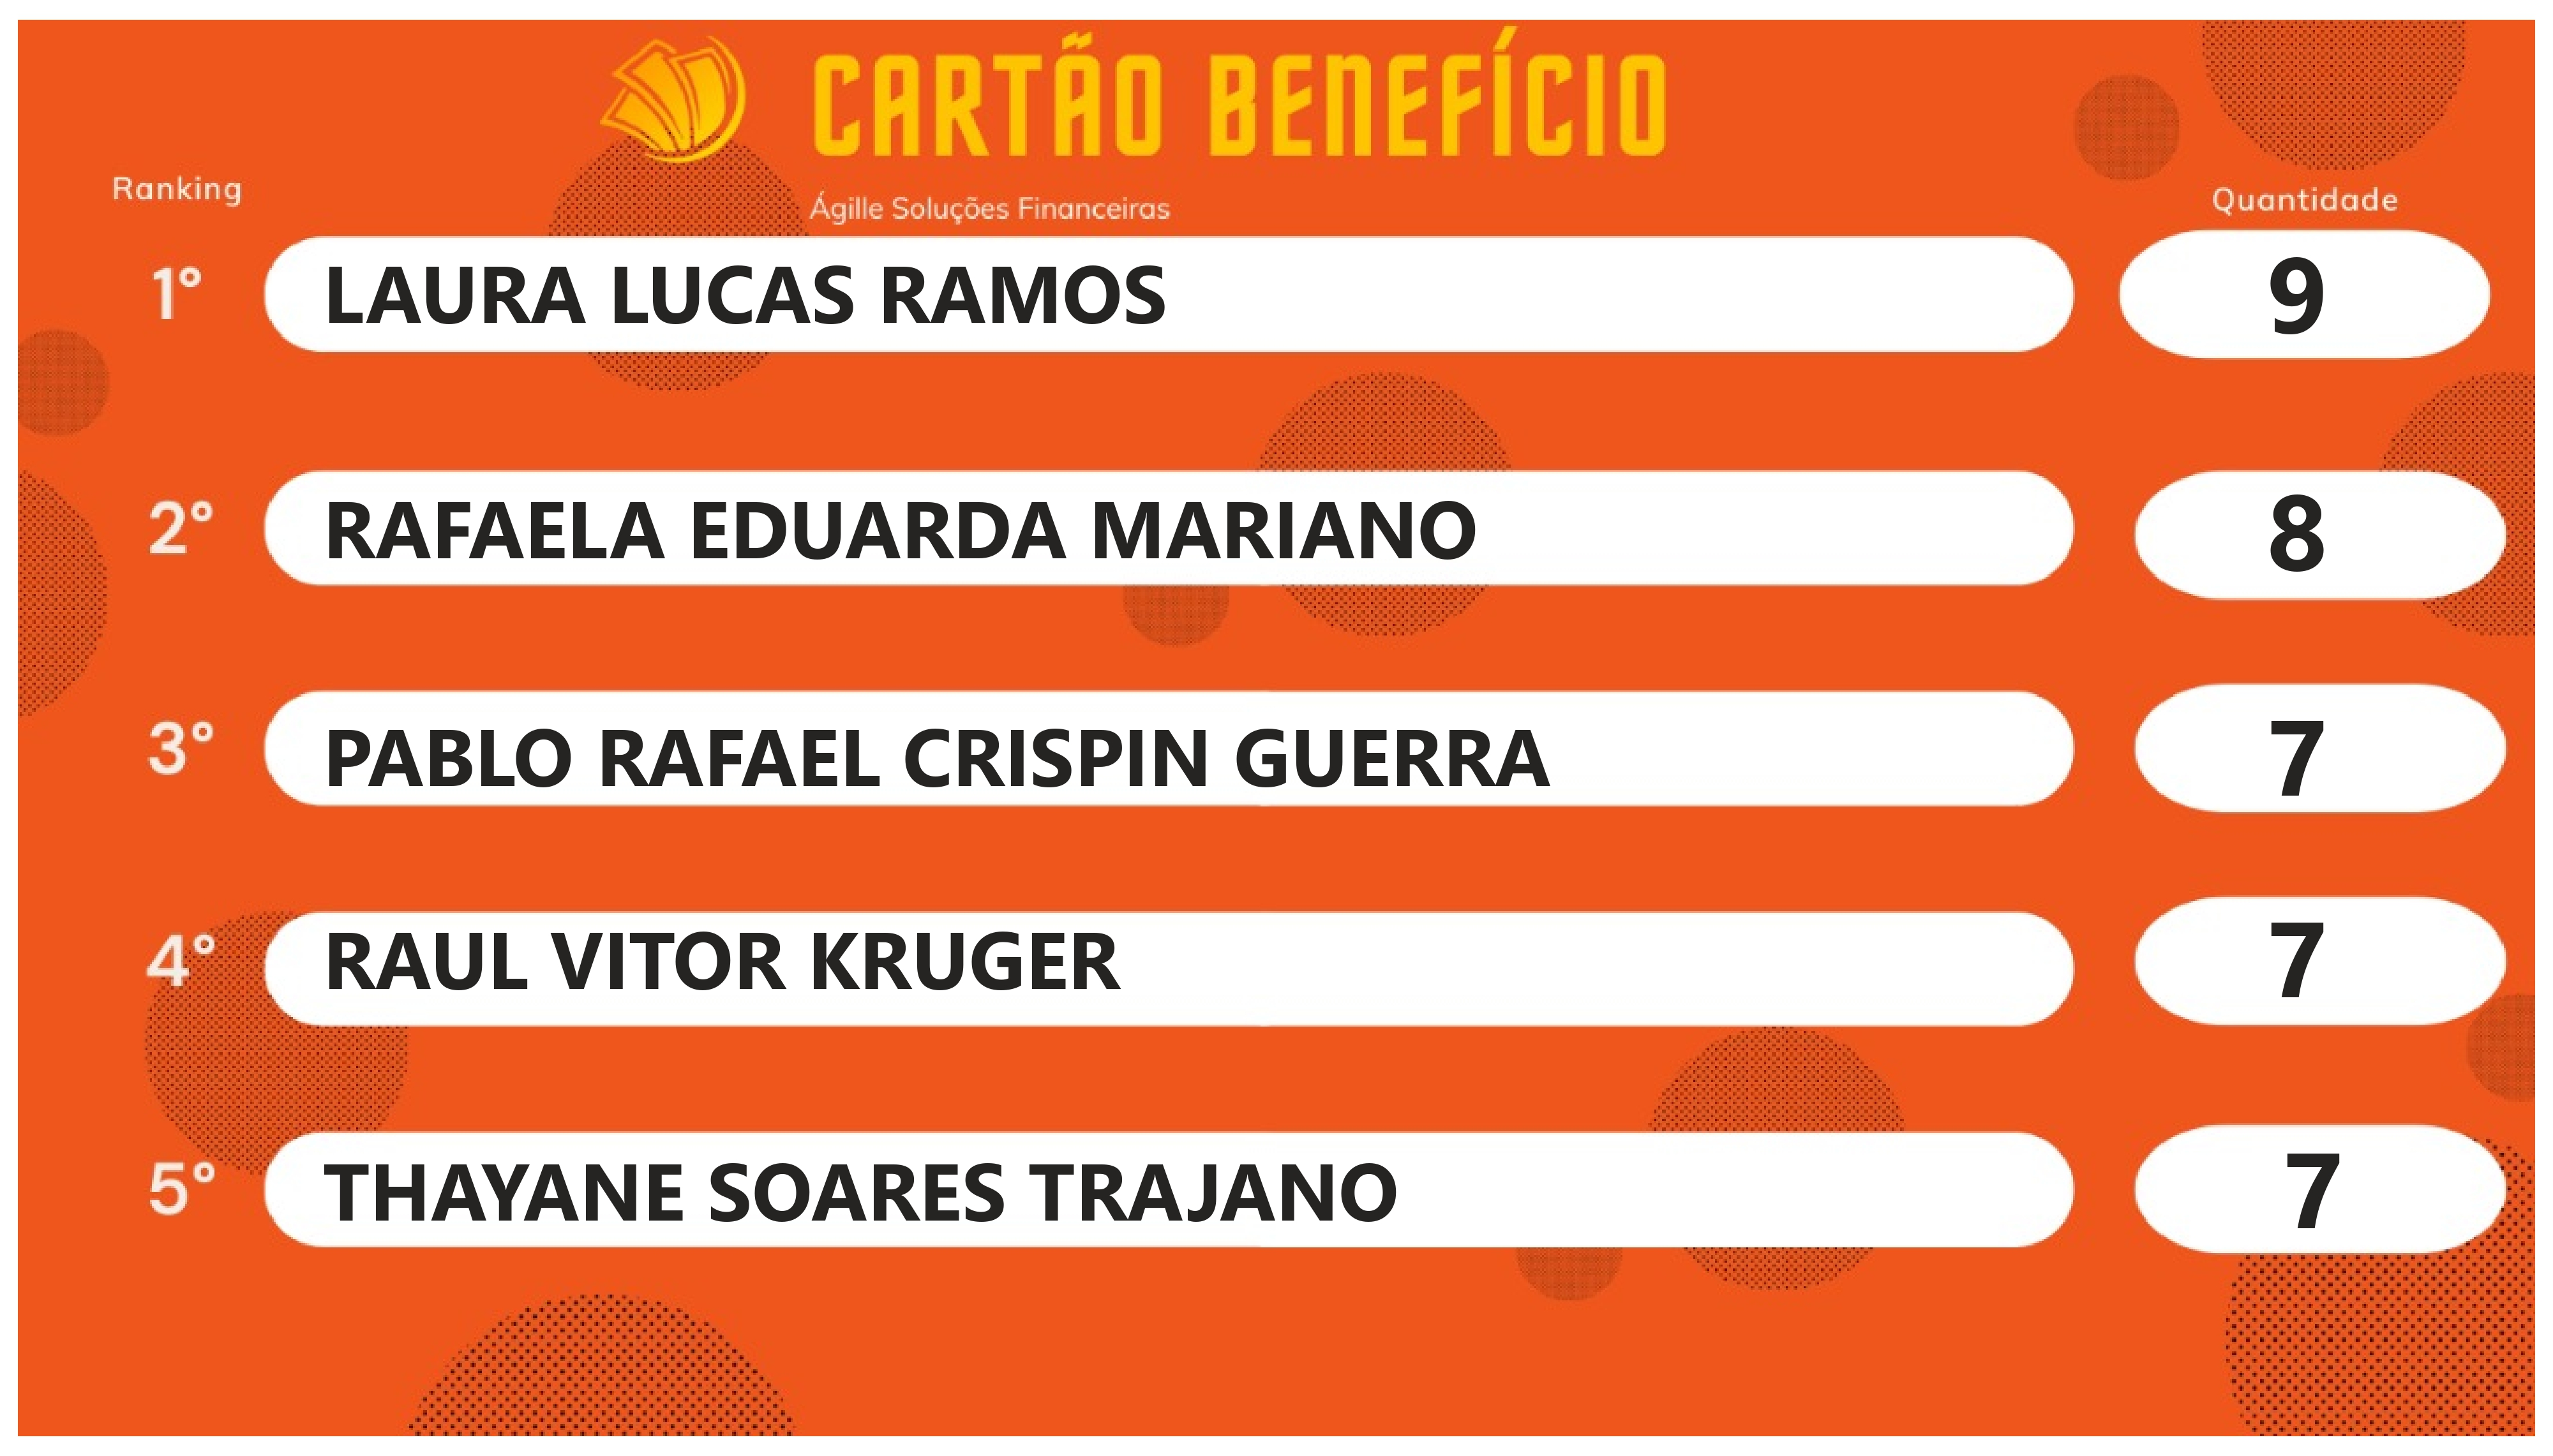 CARTÃO BENEFÍCIO
Ranking
Ágille Soluções Financeiras
Quantidade
1° LAURA LUCAS RAMOS 9
2° RAFAELA EDUARDA MARIANO 8
3° PABLO RAFAEL CRISPIN GUERRA 7
4° RAUL VITOR KRUGER 7
5° THAYANE SOARES TRAJANO 7